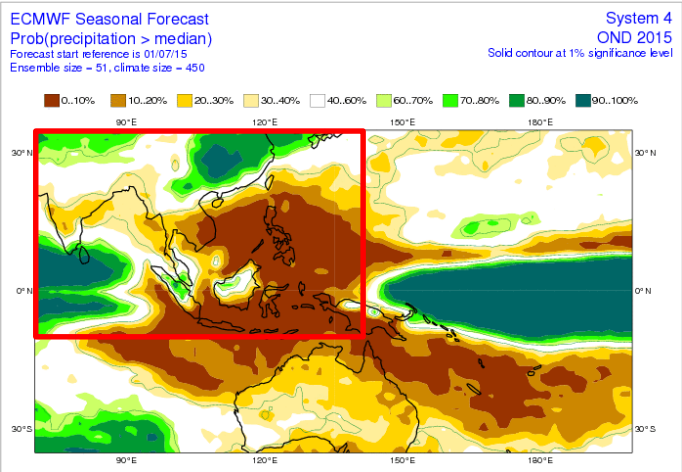 ECMWF Seasonal Forecast
System 4
Prob(precipitation > median)
OND 2015
Forecast start reference is 01/07/15
Solid contour at 1% significance level
Ensemble size = 51, climate size = 450
0..10% 10..20% 20..30% 30..40% 40..60% 60..70% 70..80% 80..90% 90..100%
90°E 120°E 150°E 180°E
30°N 30°N
0°N 0°N
30°S 30°S
90°E 120°E 150°E 180°E